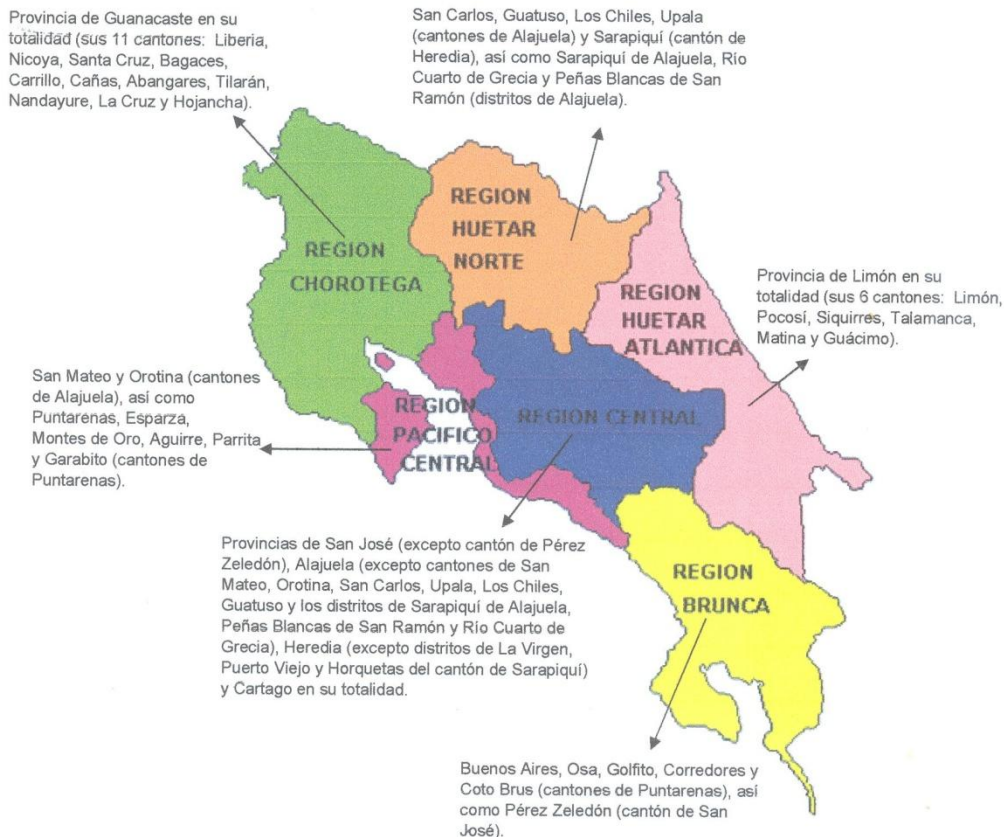 Provincia de Guanacaste en su
totalidad (sus 11 cantones: Liberia,
Nicoya, Santa Cruz, Bagaces,
Carrillo, Cañas, Abangares, Tilarán,
Nandayure, La Cruz y Hojancha).
San Carlos, Guatuso, Los Chiles, Upala
(cantones de Alajuela) y Sarapiquí (cantón de
Heredia), así como Sarapiquí de Alajuela, Río
Cuarto de Grecia y Peñas Blancas de San
Ramón (distritos de Alajuela).
REGION
HUETAR
NORTE
REGION
CHOROTEGA
REGION
HUETAR
ATLANTICA
Provincia de Limón en su
totalidad (sus 6 cantones: Limón,
Pocosí, Siquirres, Talamanca,
Matina y Guácimo).
San Mateo y Orotina (cantones
de Alajuela), así como
Puntarenas, Esparza,
Montes de Oro, Aguirre, Parrita
y Garabito (cantones de
Puntarenas).
REGION
PACIFICO
CENTRAL
REGION CENTRAL
Provincias de San José (excepto cantón de Pérez
Zeledón), Alajuela (excepto cantones de San
Mateo, Orotina, San Carlos, Upala, Los Chiles,
Guatuso y los distritos de Sarapiquí de Alajuela,
Peñas Blancas de San Ramón y Río Cuarto de
Grecia), Heredia (excepto distritos de La Virgen,
Puerto Viejo y Horquetas del cantón de Sarapiquí)
y Cartago en su totalidad.
REGION
BRUNCA
Buenos Aires, Osa, Golfito, Corredores y
Coto Brus (cantones de Puntarenas), así
como Pérez Zeledón (cantón de San
José).